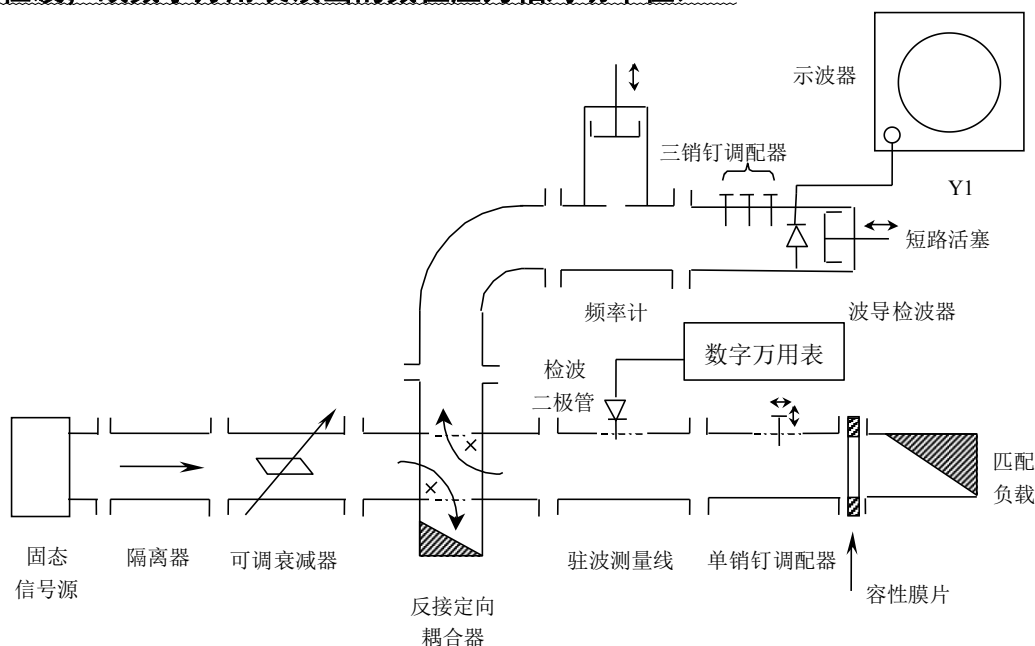 示波器
三销钉调配器
Y1
短路活塞
频率计
波导检波器
数字万用表
检波
二极管
匹配
负载
固态
信号源
隔离器
可调衰减器
驻波测量线
单销钉调配器
容性膜片
反接定向
耦合器